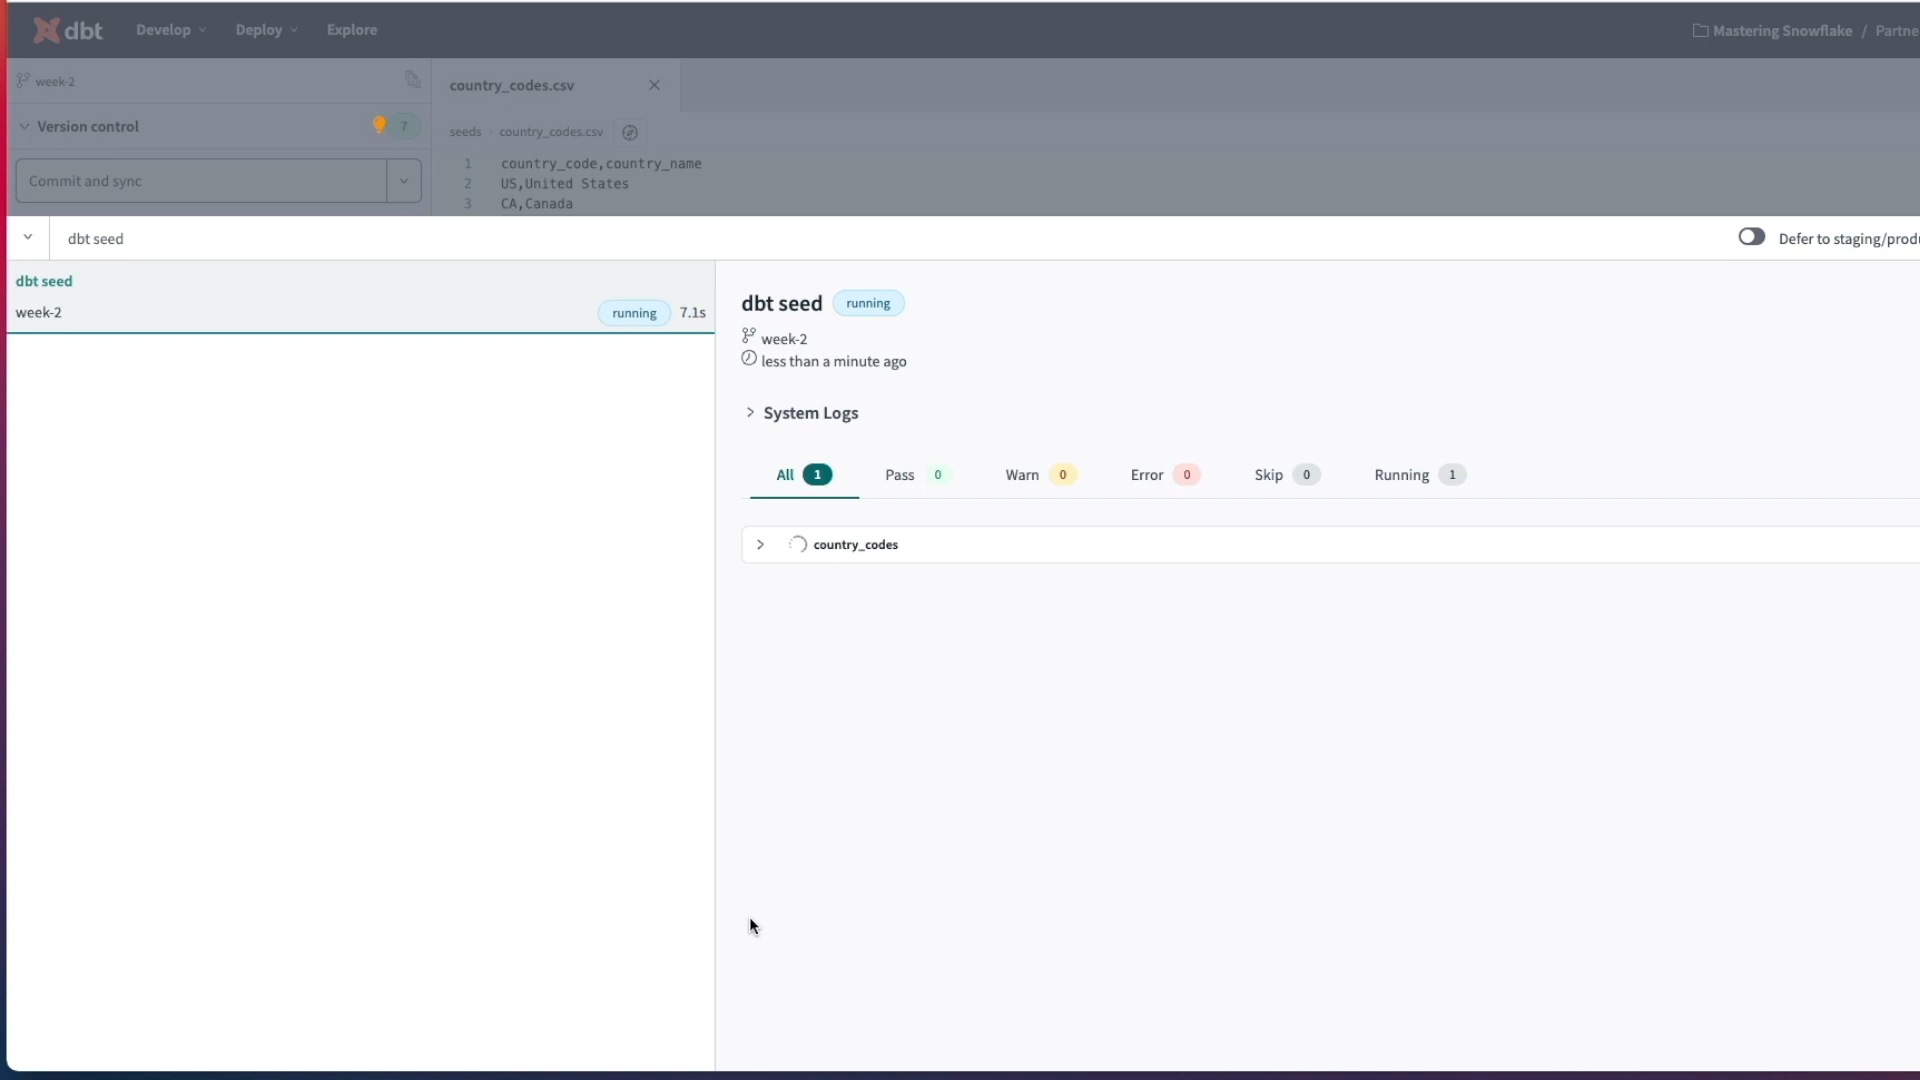 dbt Develop Deploy Explore Mastering Snowflake / Partne
week-2
country_codes.csv
Version control 7
seeds country_codes.csv
Commit and sync
1 country_code,country_name
2 US,United States
3 CA,Canada
dbt seed Defer to staging/produ
dbt seed
week-2 running 7.1s
dbt seed running
week-2
less than a minute ago
System Logs
All 1 Pass 0 Warn 0 Error 0 Skip 0 Running 1
country_codes